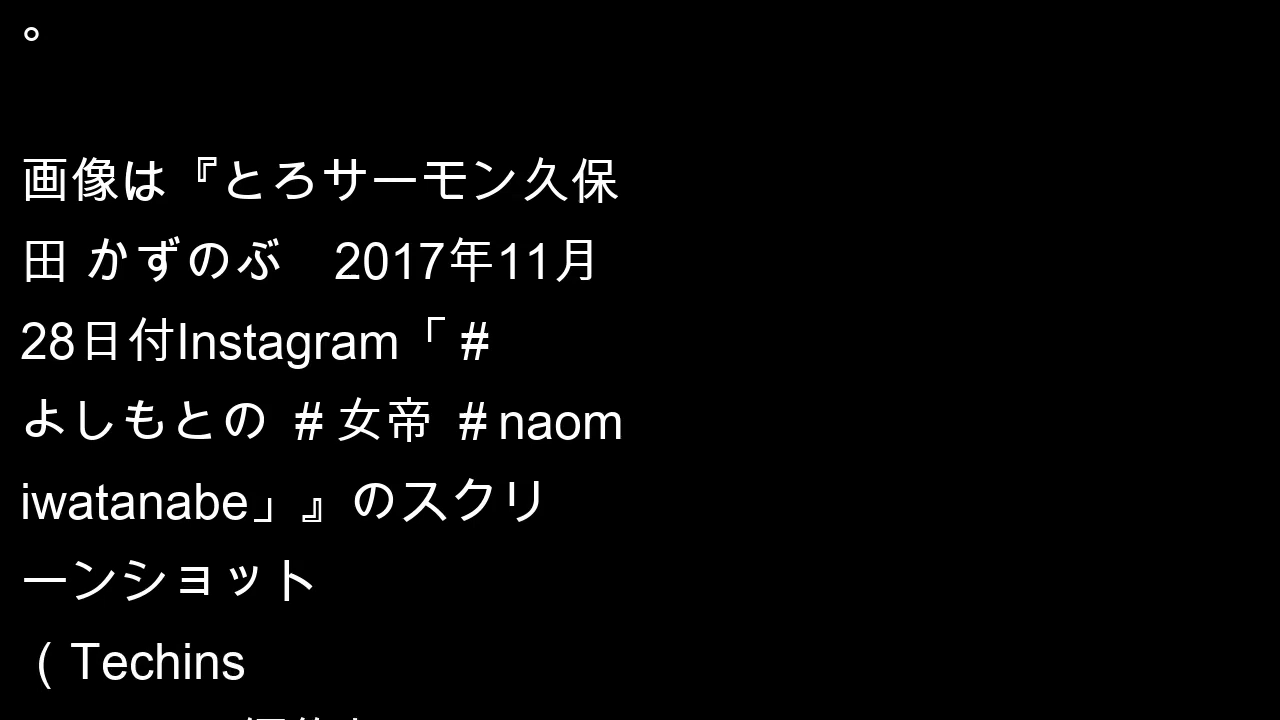 。
画像は『とろサーモン久保
田 かずのぶ　2017年11月
28日付Instagram「＃
よしもとの ＃女帝 ＃naom
iwatanabe」』のスクリ
ーンショット
（Techins